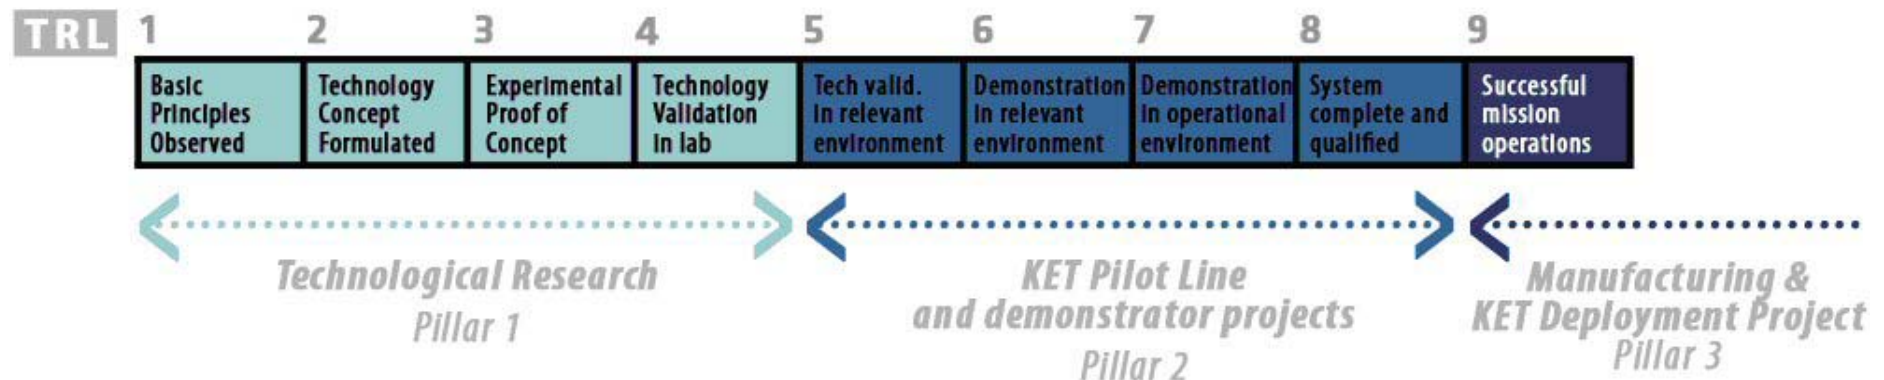 TRL 1 2 3 4 5 6 7 8 9
Basic
Principles
Observed
Technology
Concept
Formulated
Experimental
Proof of
Concept
Technology
Validation
in lab
Tech valid.
in relevant
environment
Demonstration
in relevant
environment
Demonstration
in operational
environment
System
complete and
qualified
Successful
mission
operations
Technological Research
Pillar 1
KET Pilot Line
and demonstrator projects
Pillar 2
Manufacturing &
KET Deployment Project
Pillar 3